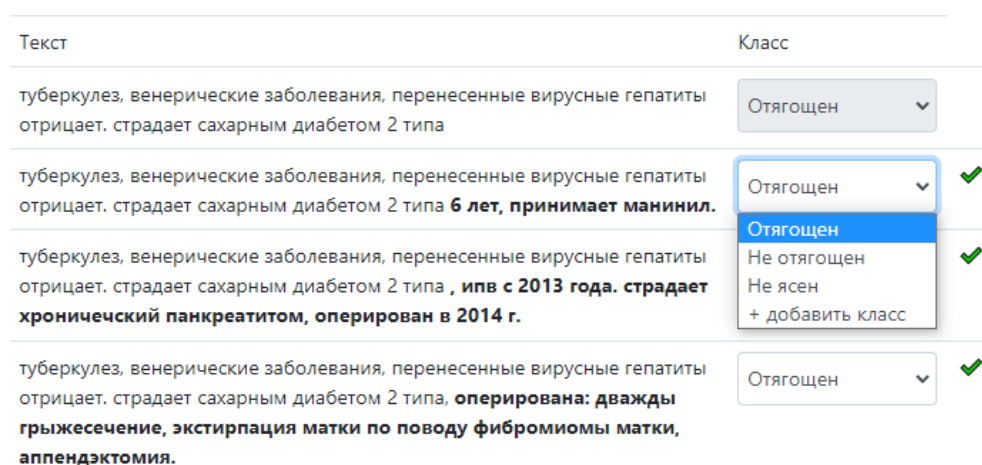 Текст Класс
туберкулез, венерические заболевания, перенесенные вирусные гепатиты
отрицает. страдает сахарным диабетом 2 типа
Отягощен
туберкулез, венерические заболевания, перенесенные вирусные гепатиты
отрицает. страдает сахарным диабетом 2 типа 6 лет, принимает манинил.
Отягощен
Отягощен
Не отягощен
Не ясен
+ добавить класс
туберкулез, венерические заболевания, перенесенные вирусные гепатиты
отрицает. страдает сахарным диабетом 2 типа , ипв с 2013 года. страдает
хроничечский панкреатитом, оперирован в 2014 г.
туберкулез, венерические заболевания, перенесенные вирусные гепатиты
отрицает. страдает сахарным диабетом 2 типа, оперирована: дважды
грыжесечение, экстирпация матки по поводу фибромиомы матки,
аппендэктомия.
Отягощен